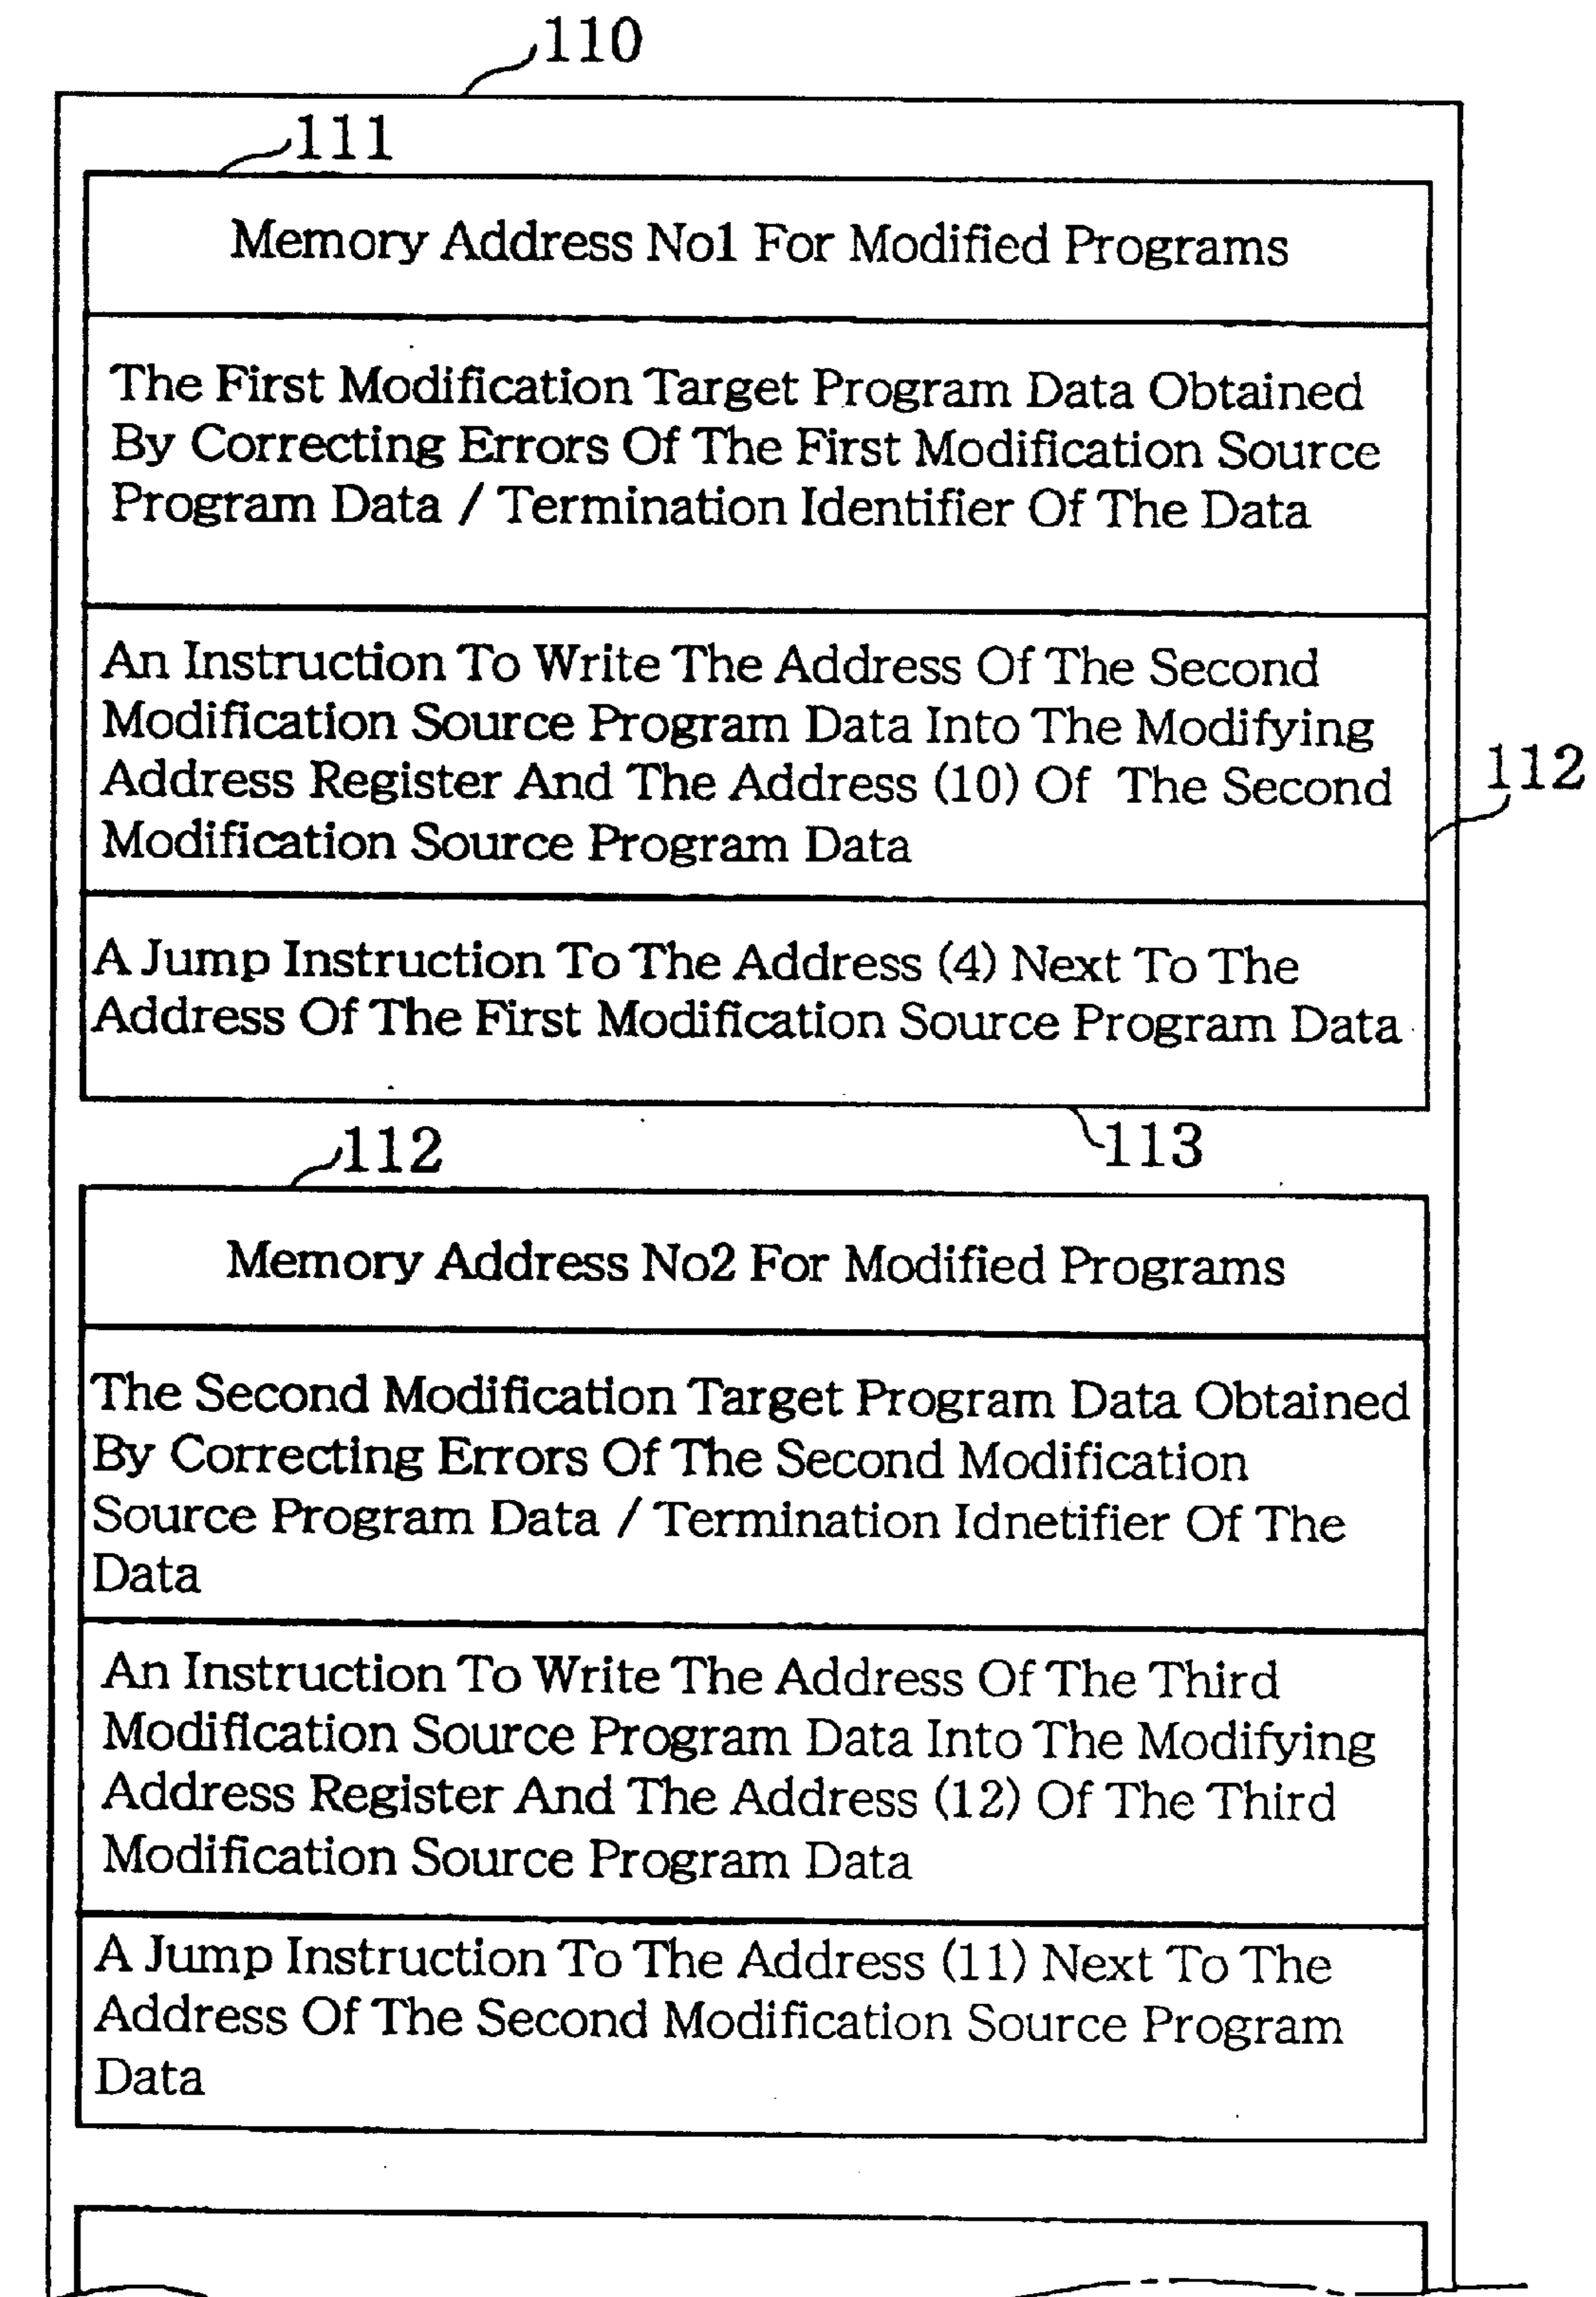 110
111
Memory Address No1 For Modified Programs
The First Modification Target Program Data Obtained
By Correcting Errors Of The First Modification Source
Program Data / Termination Identifier Of The Data
An Instruction To Write The Address Of The Second
Modification Source Program Data Into The Modifying
Address Register And The Address (10) Of The Second
Modification Source Program Data
112
A Jump Instruction To The Address (4) Next To The
Address Of The First Modification Source Program Data
113
112
Memory Address No2 For Modified Programs
The Second Modification Target Program Data Obtained
By Correcting Errors Of The Second Modification
Source Program Data / Termination Idnetifier Of The
Data
An Instruction To Write The Address Of The Third
Modification Source Program Data Into The Modifying
Address Register And The Address (12) Of The Third
Modification Source Program Data
A Jump Instruction To The Address (11) Next To The
Address Of The Second Modification Source Program
Data